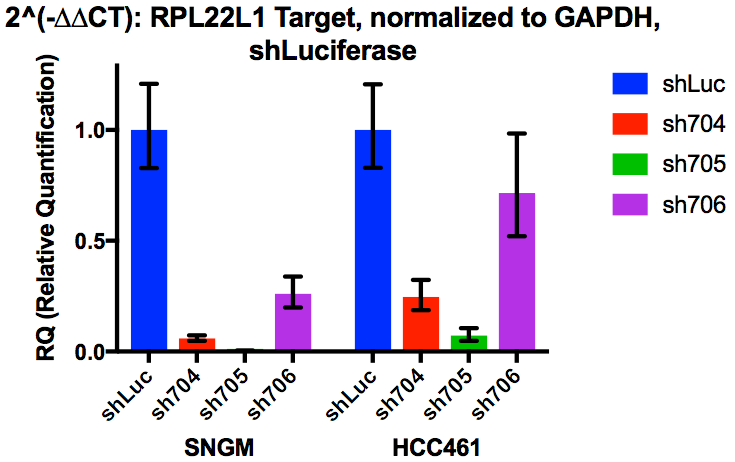 2^(-ΔΔCT): RPL22L1 Target, normalized to GAPDH,
shLuciferase
RQ (Relative Quantification)
1.0
0.5
0.0
shLuc
sh704
sh705
sh706
shLuc
sh704
sh705
sh706
SNGM
HCC461
shLuc
sh704
sh705
sh706